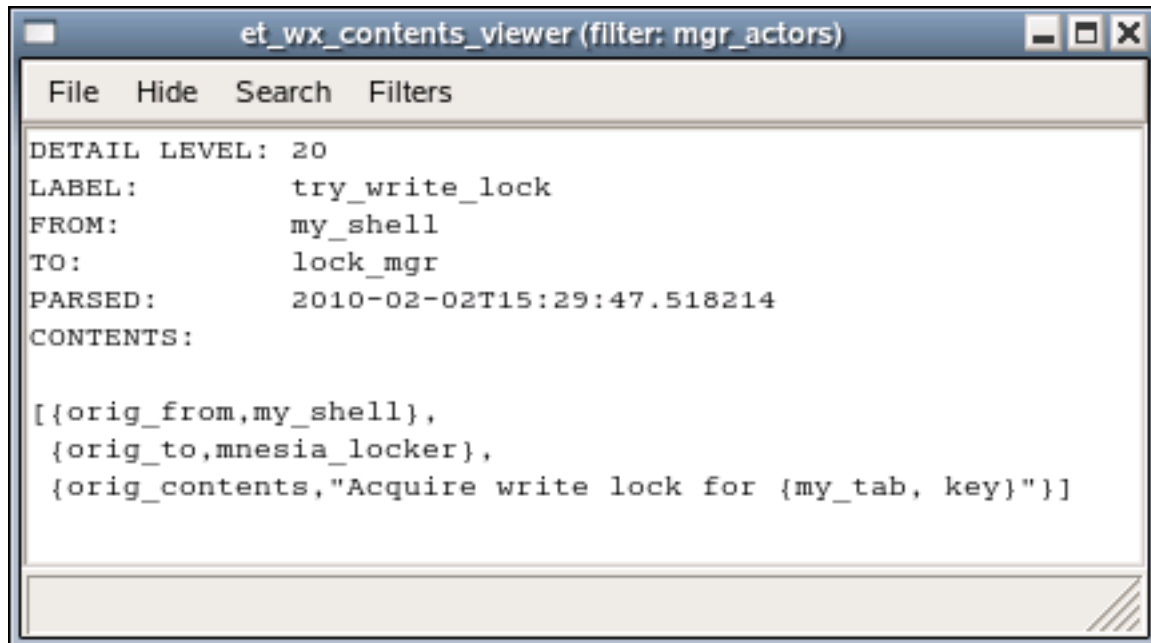 et_wx_contents_viewer (filter: mgr_actors)
File Hide Search Filters
DETAIL LEVEL: 20
LABEL: try_write_lock
FROM: my_shell
TO: lock_mgr
PARSED: 2010-02-02T15:29:47.518214
CONTENTS:
[{orig_from,my_shell},
{orig_to,mnesia_locker},
{orig_contents,"Acquire write lock for {my_tab, key}"}]